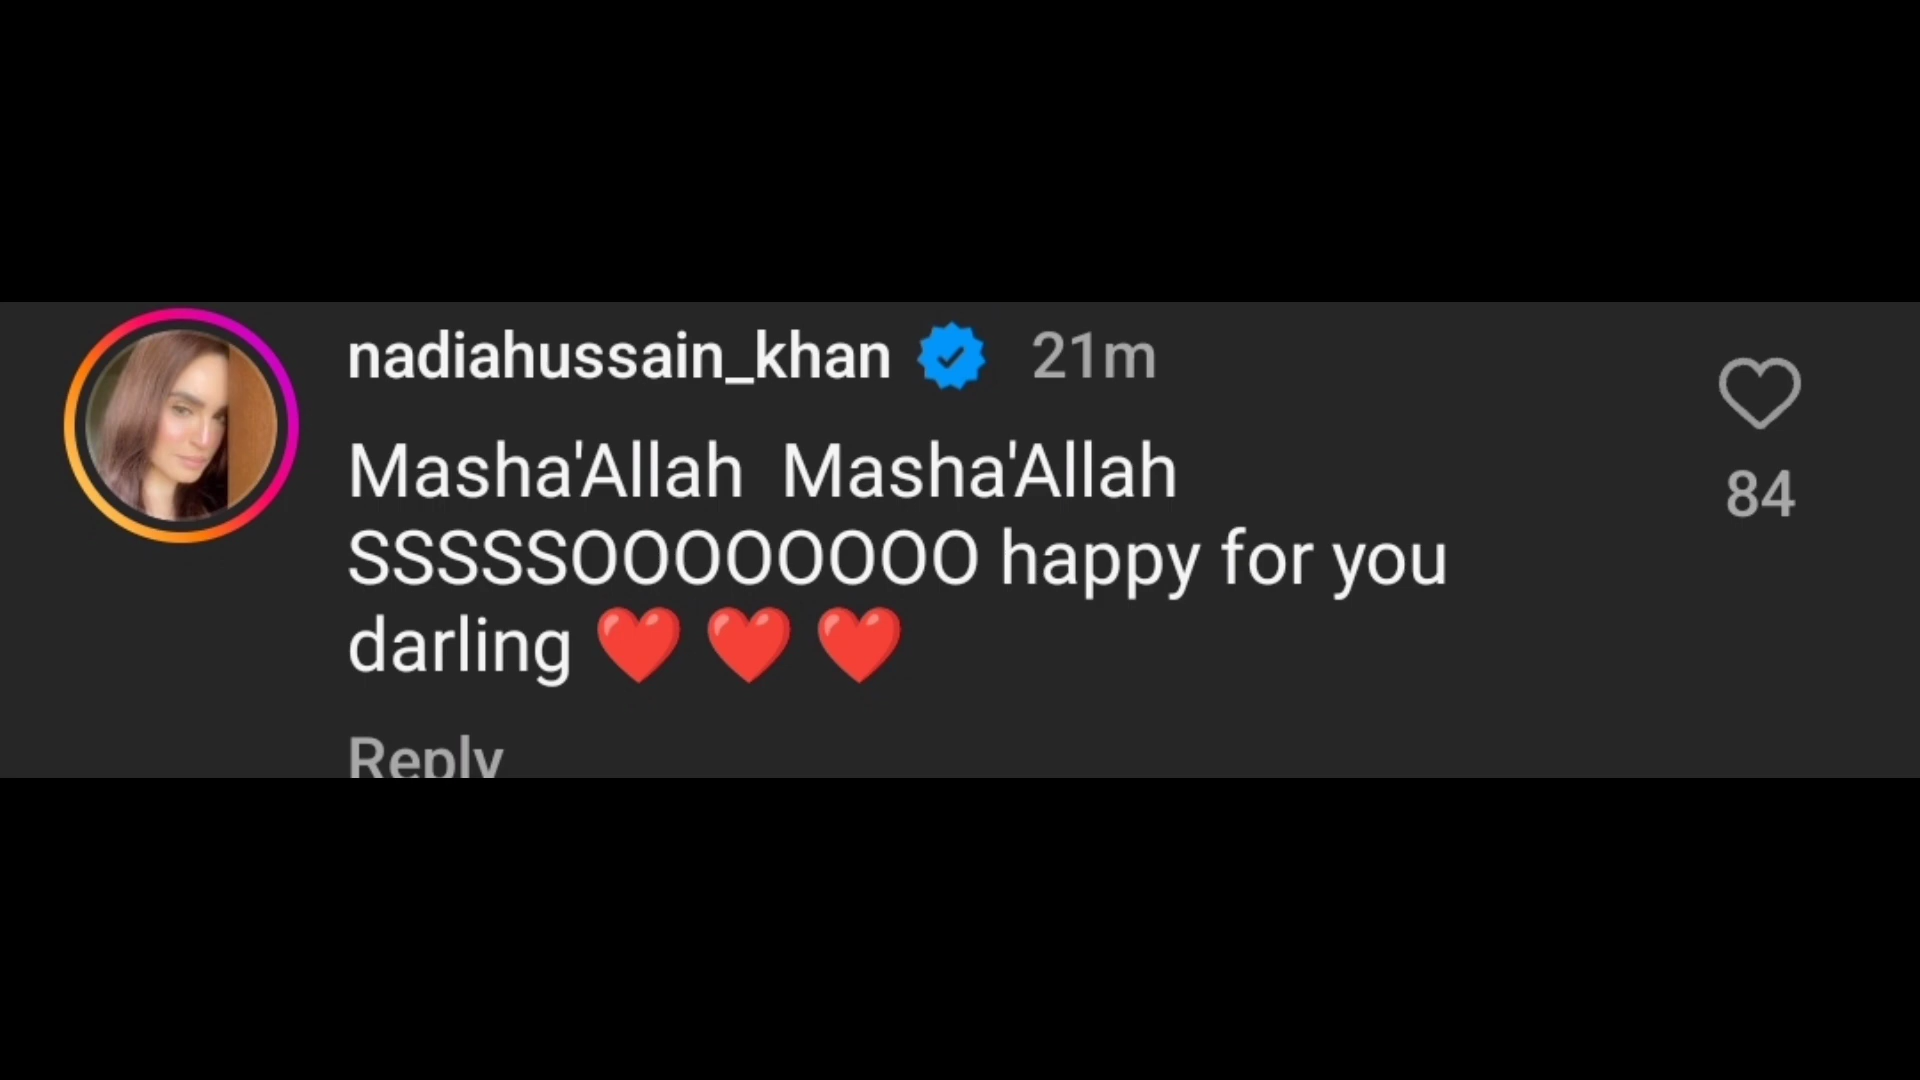 nadiahussain_khan 21m
Masha'Allah Masha'Allah
SSSSSOOOOOOOO happy for you
darling ❤️ ❤️ ❤️
84
Reply